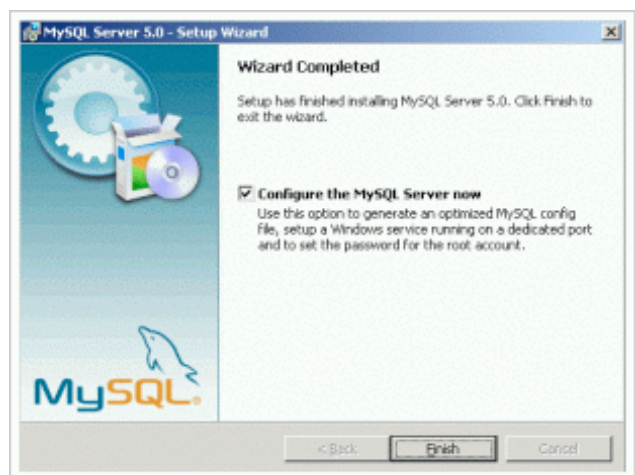 MySQL Server 5.0 - Setup Wizard
Wizard Completed
Setup has finished installing MySQL Server 5.0. Click Finish to
exit the wizard.
Configure the MySQL Server now
Use this option to generate an optimized MySQL config
file, setup a Windows service running on a dedicated port
and to set the password for the root account.
MySQL®
< Back Finish Cancel